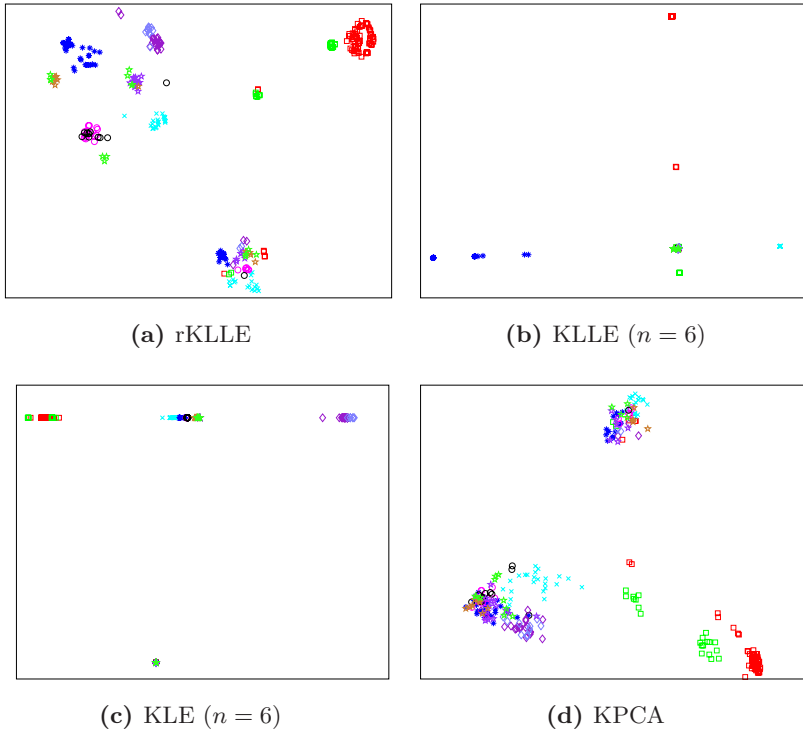 (a) rKLLE
(b) KLLE (n = 6)
(c) KLE (n = 6)
(d) KPCA